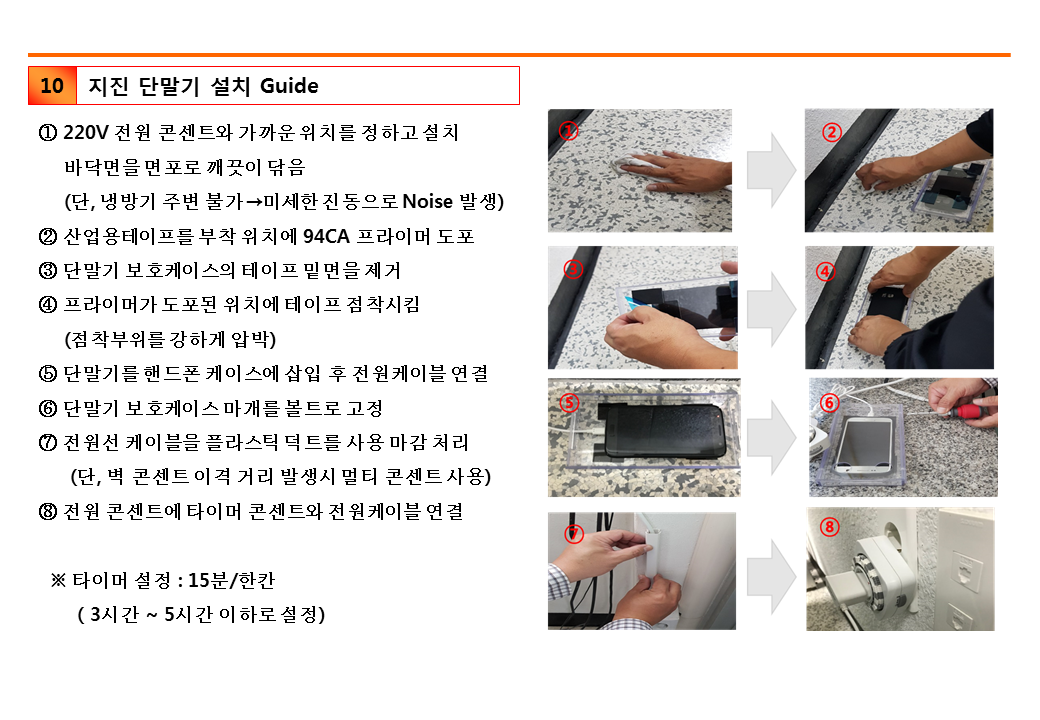 10 지진 단말기 설치 Guide
① 220V 전원 콘센트와 가까운 위치를 정하고 설치
바닥면을 면포로 깨끗이 닦음
(단, 냉방기 주변 불가→미세한 진동으로 Noise 발생)
② 산업용테이프를 부착 위치에 94CA 프라이머 도포
③ 단말기 보호케이스의 테이프 밑면을 제거
④ 프라이머가 도포된 위치에 테이프 점착시킴
(점착부위를 강하게 압박)
⑤ 단말기를 핸드폰 케이스에 삽입 후 전원케이블 연결
⑥ 단말기 보호케이스 마개를 볼트로 고정
⑦ 전원선 케이블을 플라스틱 덕트를 사용 마감 처리
(단, 벽 콘센트 이격 거리 발생시 멀티 콘센트 사용)
⑧ 전원 콘센트에 타이머 콘센트와 전원케이블 연결
※ 타이머 설정 : 15분/한칸
( 3시간 ~ 5시간 이하로 설정)
①
②
③
④
⑤
⑥
⑦
⑧